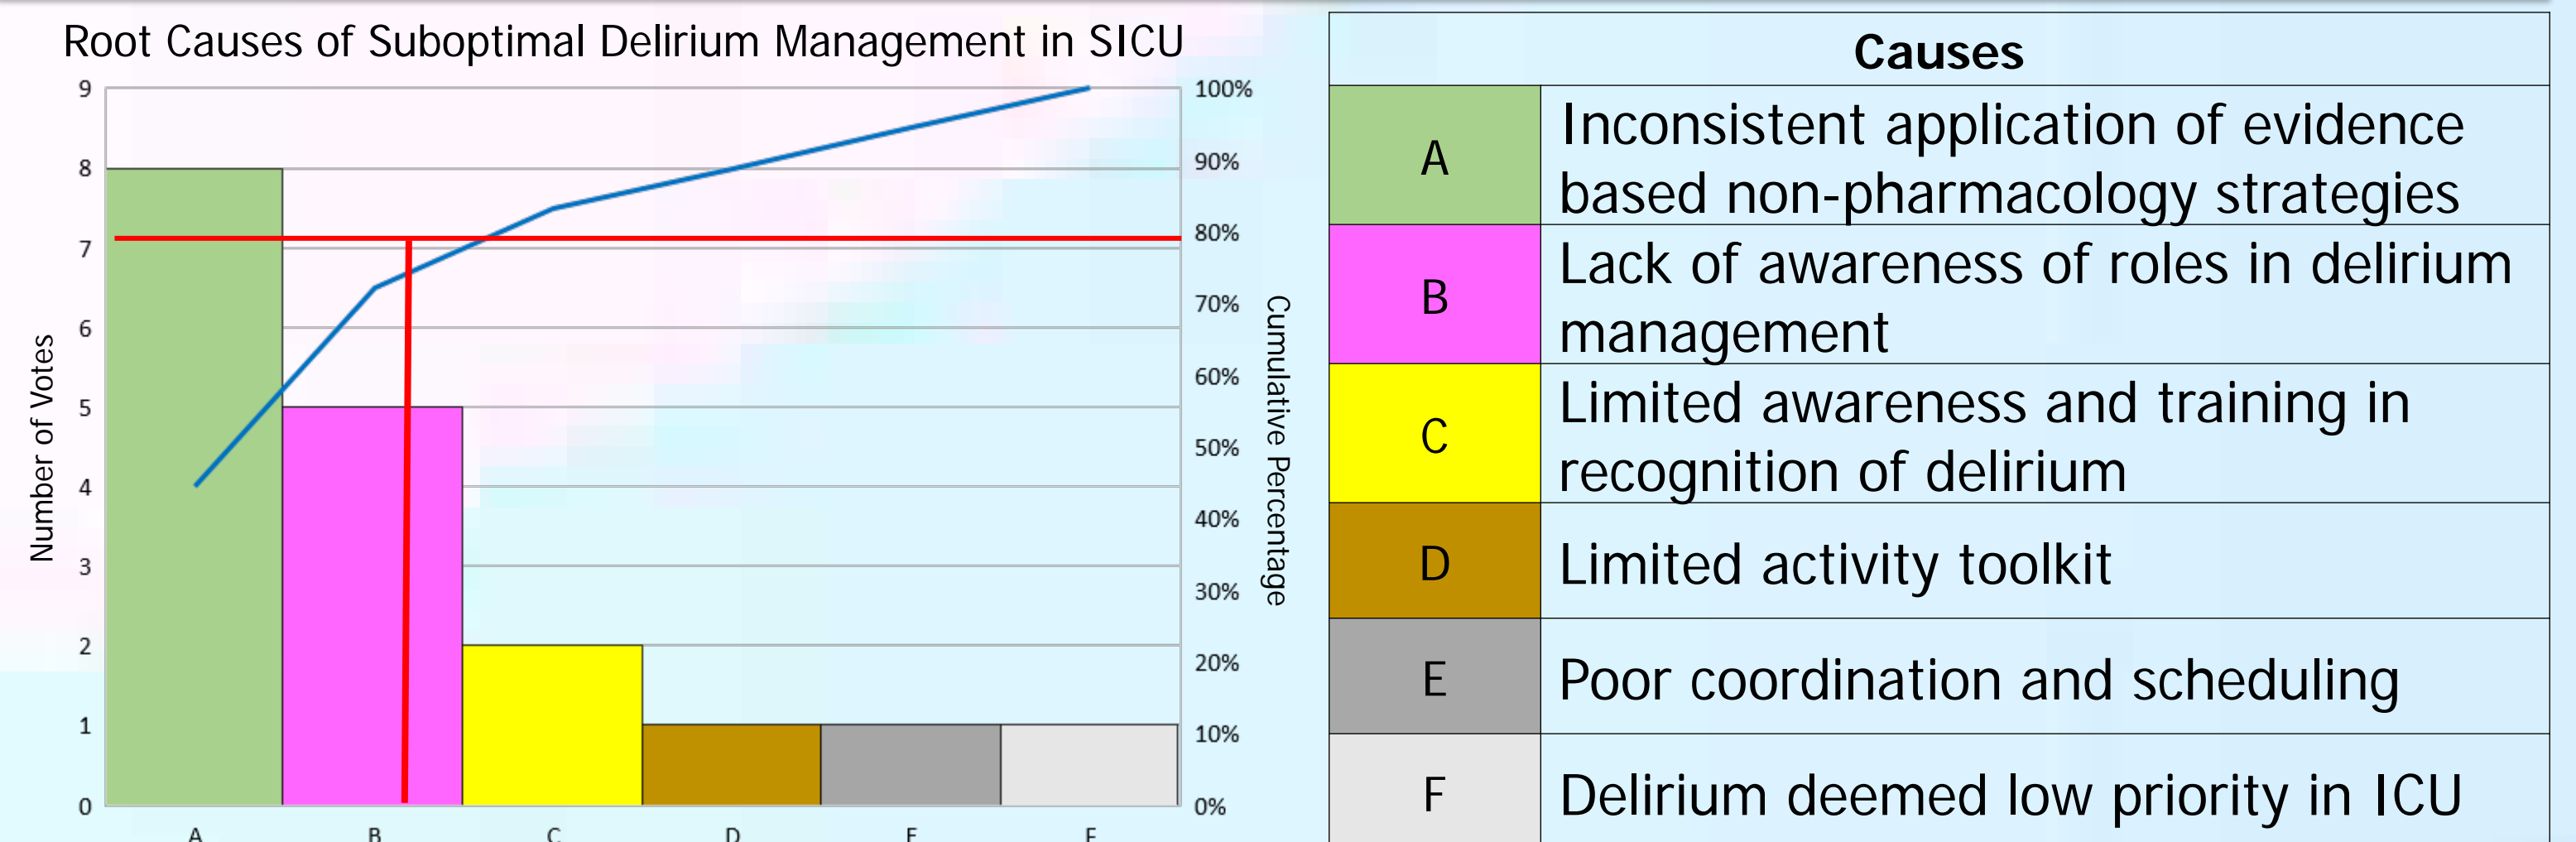 Root Causes of Suboptimal Delirium Management in SICU
9
8
7
6
5
4
3
2
1
0
Number of Votes
100%
90%
80%
70%
60%
50%
40%
30%
20%
10%
0%
Cumulative Percentage
A
B
C
D
E
F
Causes
A
Inconsistent application of evidence
based non-pharmacology strategies
B
Lack of awareness of roles in delirium
management
C
Limited awareness and training in
recognition of delirium
D
Limited activity toolkit
E
Poor coordination and scheduling
F
Delirium deemed low priority in ICU